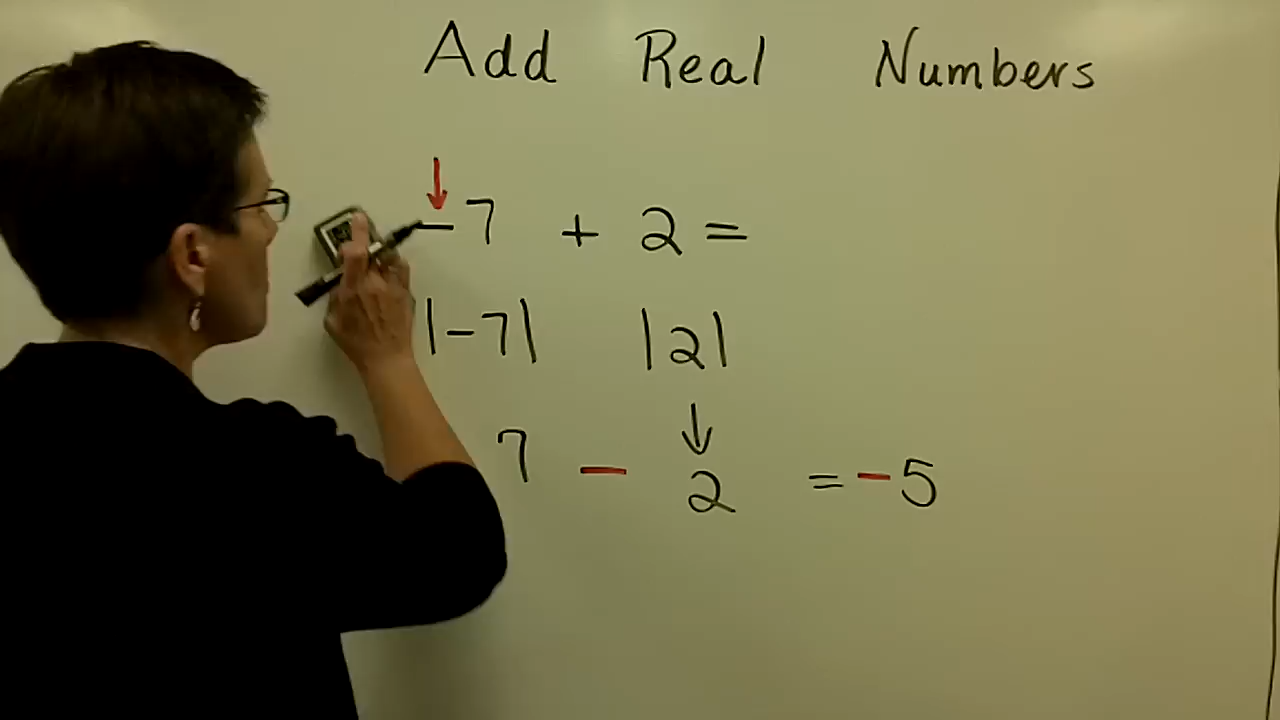 Add Real Numbers
-7 + 2 =
|-7| |2|
7 - 2 = -5